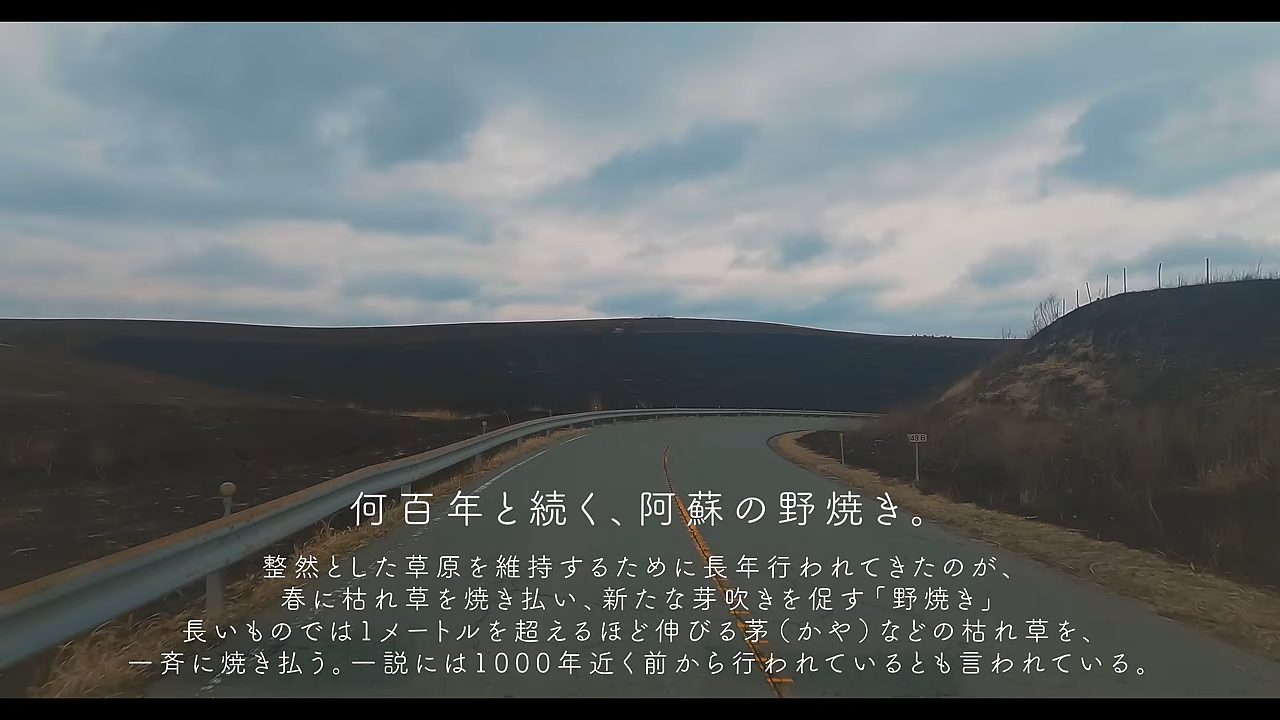 49.6
何百年と続く、阿蘇の野焼き。
整然とした草原を維持するために長年行われてきたのが、
春に枯れ草を焼き払い、新たな芽吹きを促す「野焼き」
長いものでは1メートルを超えるほど伸びる茅(かや)などの枯れ草を、
一斉に焼き払う。一説には1000年近く前から行われているとも言われている。